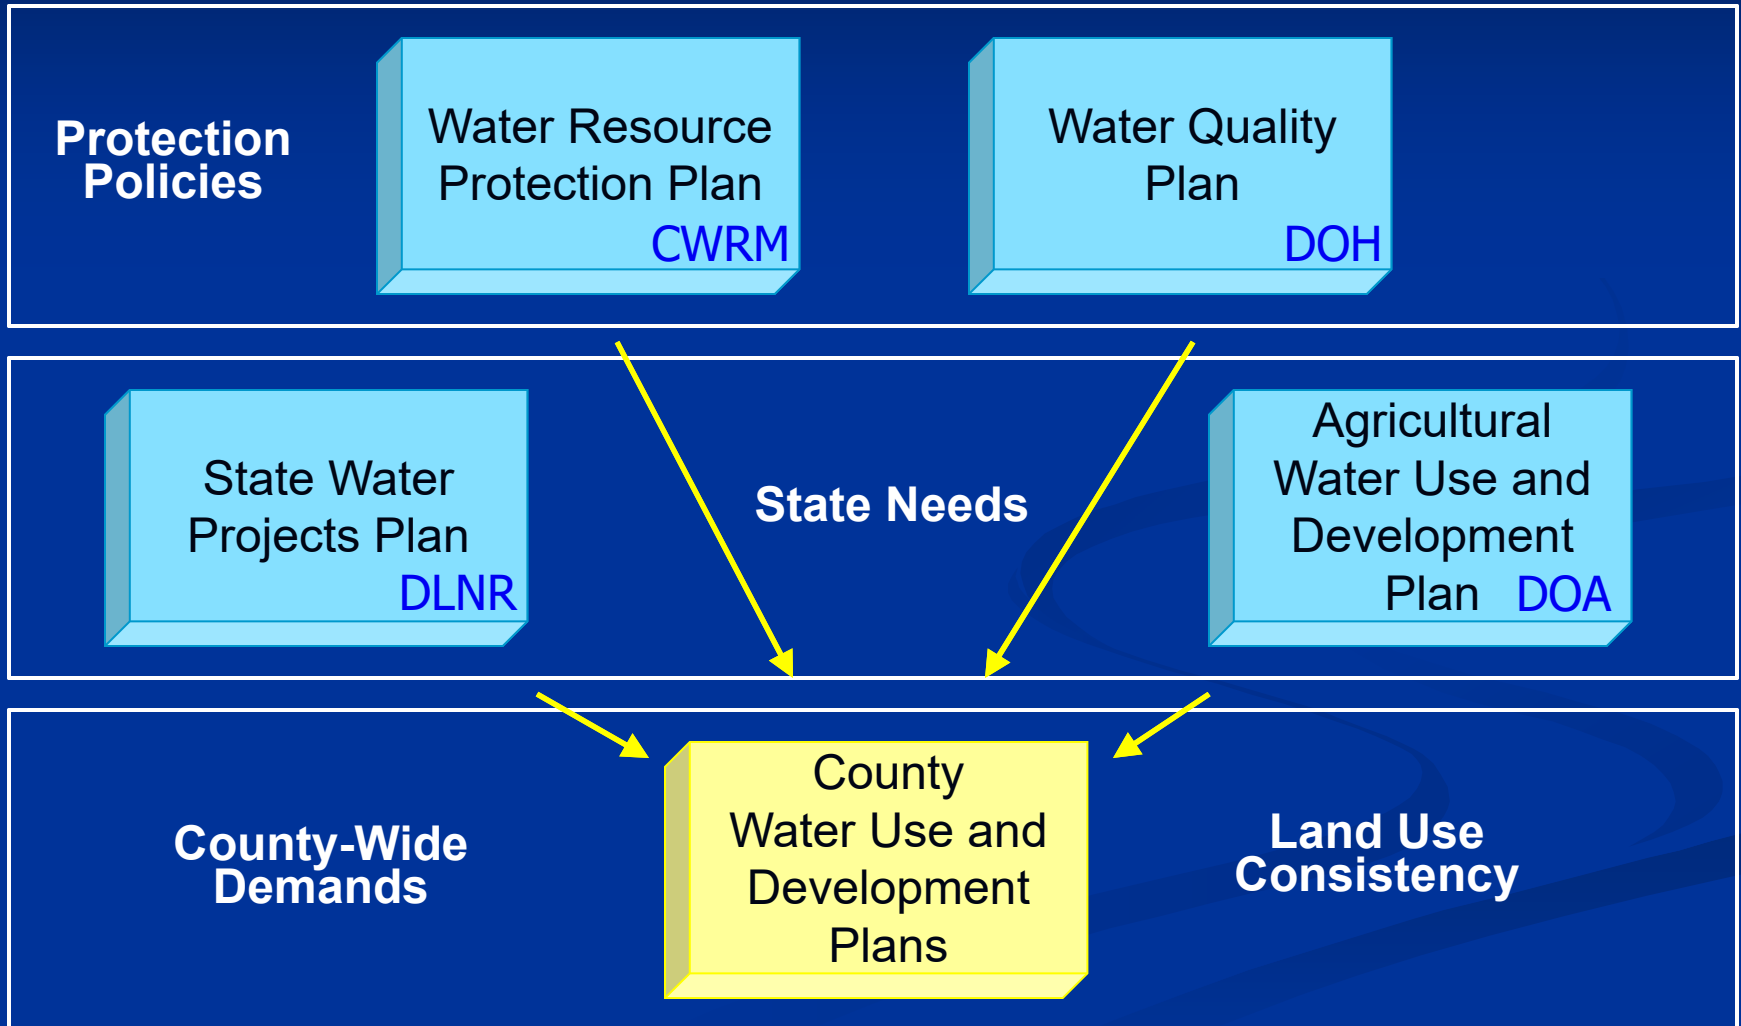 Protection
Policies
Water Resource
Protection Plan
CWRM
Water Quality
Plan
DOH
State Water
Projects Plan
DLNR
State Needs
Agricultural
Water Use and
Development
Plan DOA
County-Wide
Demands
County
Water Use and
Development
Plans
Land Use
Consistency